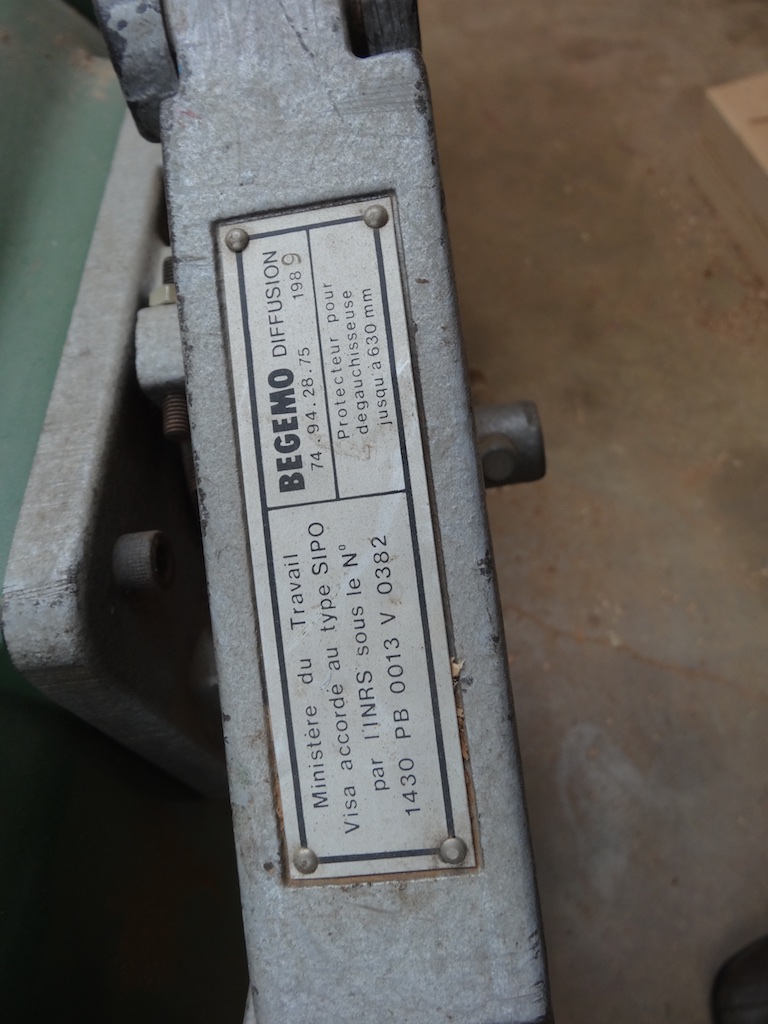 Ministère du Travail
Visa accordé au type SIPO
par l'INRS sous le Nº
1430 PB 0013 V 0382
BEGEMO DIFFUSION
74.94.28.75 1989
Protecteur pour
degauchisseuse
jusqu'à 630 mm